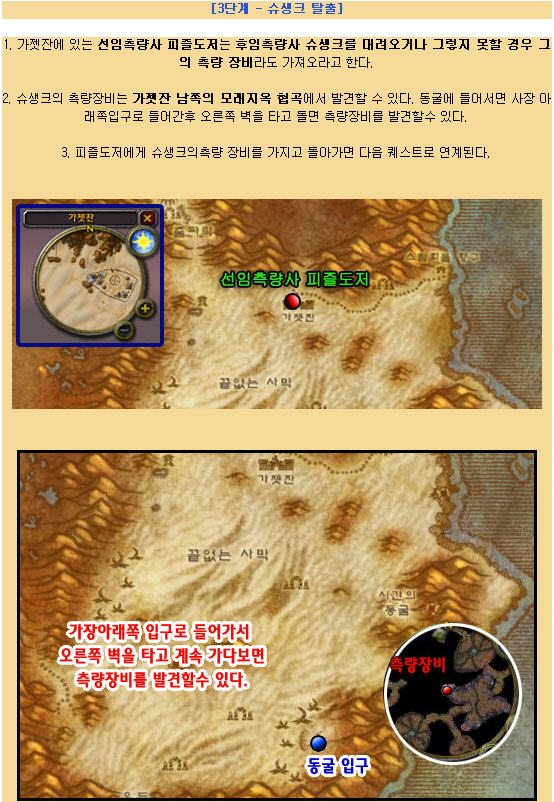 [3단계 - 슈생크 탈출]
1. 가젯잔에 있는 선임측량사 피즐도저는 후임측량사 슈생크를 대려오거나 그렇지 못할 경우 그
의 측량 장비라도 가져오라고 한다.
2. 슈생크의 측량장비는 가젯잔 남쪽의 모래지옥 협곡에서 발견할 수 있다. 동굴에 들어서면 사장 아
래쪽입구로 들어간후 오른쪽 벽을 타고 돌면 측량장비를 발견할수 있다.
3. 피즐도저에게 슈생크의측량 장비를 가지고 돌아가면 다음 퀘스트로 연계된다.
가젯잔
N
선임측량사 피즐도저
가젯잔
끝없는 사막
가젯잔
끝없는 사막
시간의
동굴
가장아래쪽 입구로 들어가서
오른쪽 벽을 타고 계속 가다보면
측량장비를 발견할수 있다.
측량장비
동굴 입구